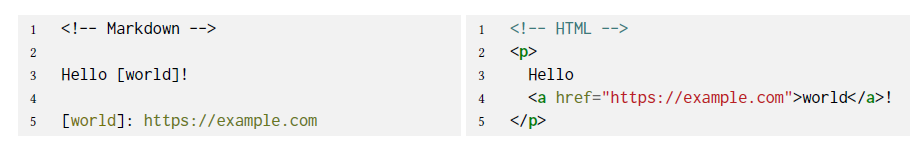 1 <!-- Markdown -->
2
3 Hello [world]!
4
5 [world]: https://example.com
1 <!-- HTML -->
2 <p>
3   Hello
4   <a href="https://example.com">world</a>!
5 </p>